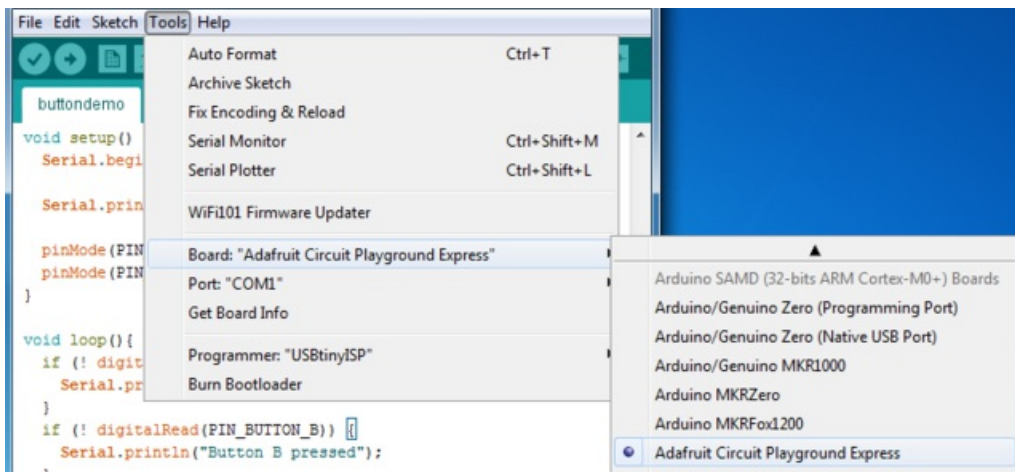 File Edit Sketch Tools Help
Auto Format Ctrl+T
Archive Sketch
Fix Encoding & Reload
Serial Monitor Ctrl+Shift+M
Serial Plotter Ctrl+Shift+L
WiFi101 Firmware Updater
Board: "Adafruit Circuit Playground Express"
Port: "COM1"
Get Board Info
Programmer: "USBtinyISP"
Burn Bootloader
Arduino SAMD (32-bits ARM Cortex-M0+) Boards
Arduino/Genuino Zero (Programming Port)
Arduino/Genuino Zero (Native USB Port)
Arduino/Genuino MKR1000
Arduino MKRZero
Arduino MKRFox1200
Adafruit Circuit Playground Express
buttondemo
void setup()
Serial.begi
Serial.prin
pinMode(PIN
pinMode(PIN
}
void loop(){
if (! digit
Serial.pr
}
if (! digitalRead(PIN_BUTTON_B)) {
Serial.println("Button B pressed");